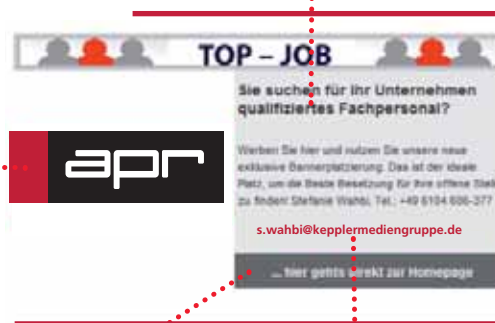 TOP – JOB
Sie suchen für Ihr Unternehmen
qualifiziertes Fachpersonal?
apr
Werben Sie hier und nutzen Sie unsere neue
exklusive Bannerplatzierung. Das ist der ideale
Platz, um die Beste Besetzung für Ihre offene Stell
zu finden! Stefanie Wahbi, Tel.: +49 6104 606-377
s.wahbi@kepplermediengruppe.de
... hier gehts direkt zur Homepage